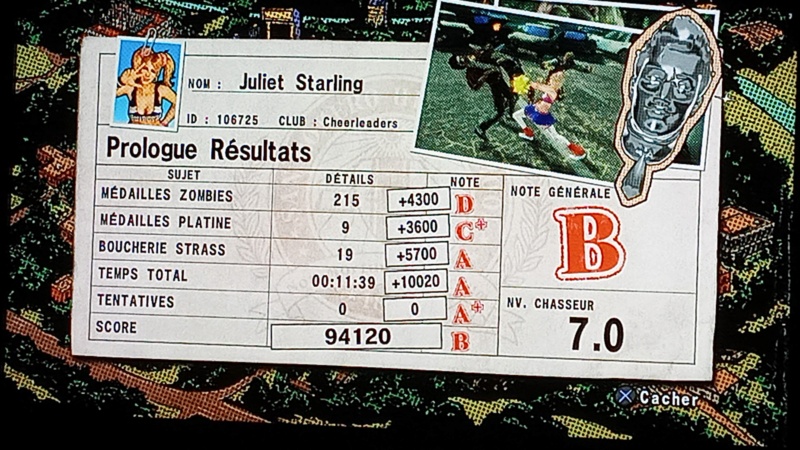 NOM : Juliet Starling
ID : 106725 CLUB : Cheerleaders
Prologue Résultats
SUJET DÉTAILS NOTE
MÉDAILLES ZOMBIES 215 +4300 D
MÉDAILLES PLATINE 9 +3600 C+
BOUCHERIE STRASS 19 +5700 A
TEMPS TOTAL 00:11:39 +10020 A
TENTATIVES 0 0 A+
SCORE 94120 B
NOTE GÉNÉRALE
B
NV. CHASSEUR
7.0
Cacher